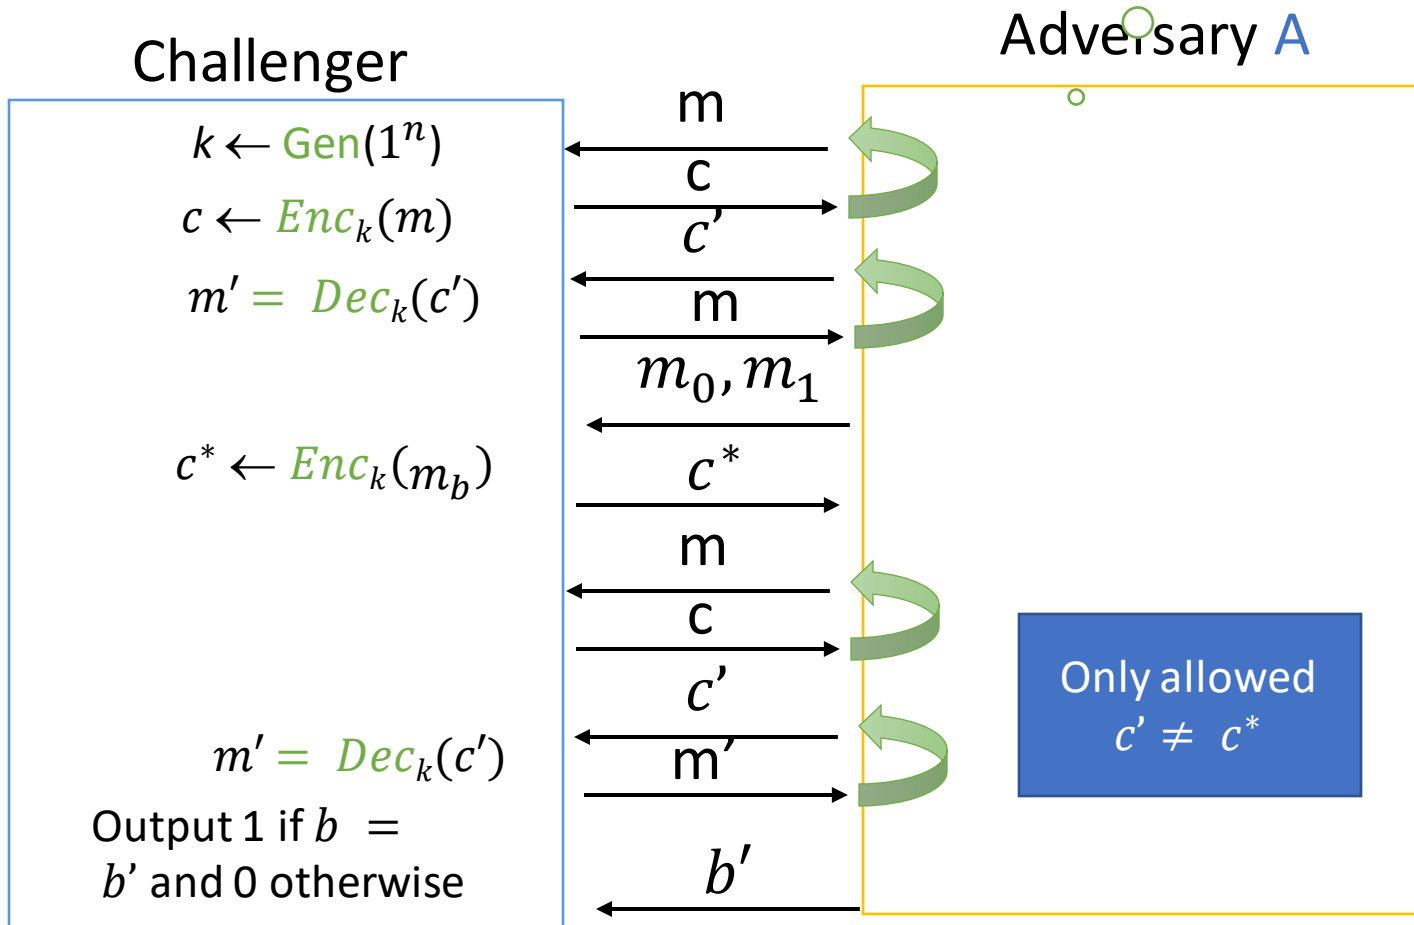 Challenger
Adversary A
k ← Gen(1ⁿ)
m
c ← Encₖ(m)
c
c’
m′ = Decₖ(c′)
m
m₀, m₁
c* ← Encₖ(m_b)
c*
m
c
c’
Only allowed
c’ ≠ c*
m′ = Decₖ(c′)
m’
Output 1 if b =
b’ and 0 otherwise
b′